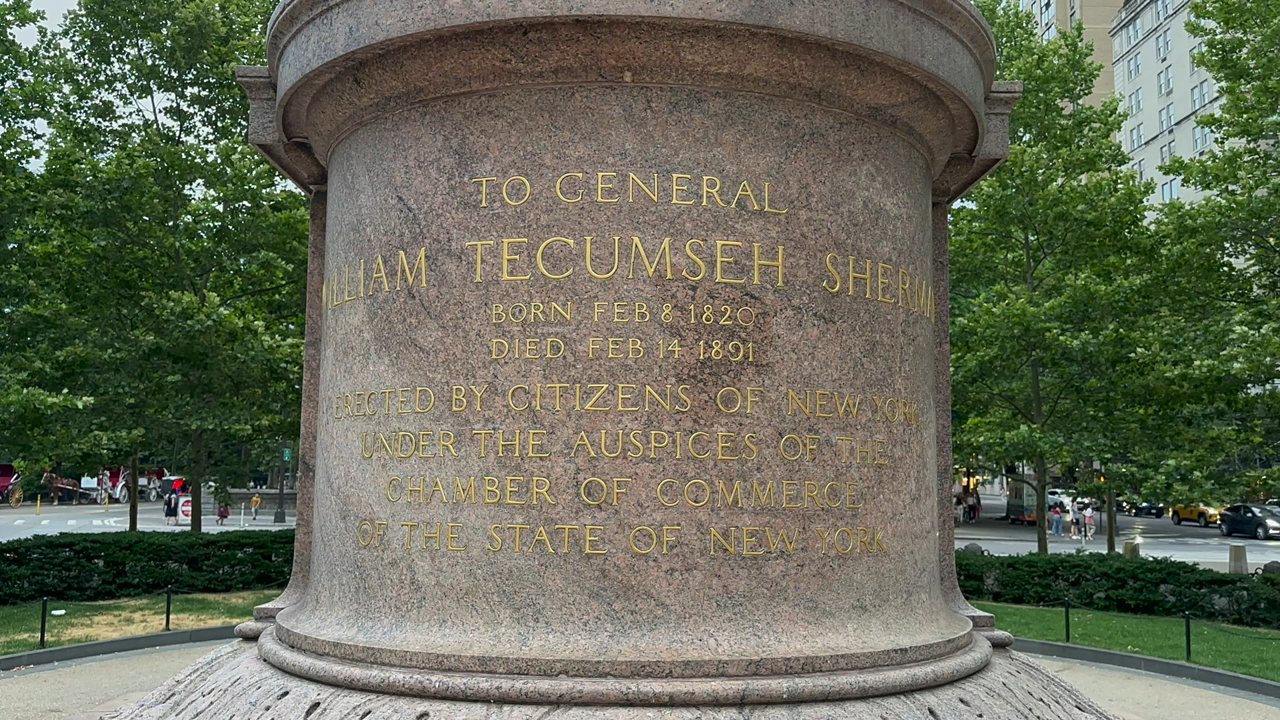 TO GENERAL
WILLIAM TECUMSEH SHERMA
BORN FEB 8 1820
DIED FEB 14 1891
ERECTED BY CITIZENS OF NEW YORK
UNDER THE AUSPICES OF THE
CHAMBER OF COMMERCE
OF THE STATE OF NEW YORK